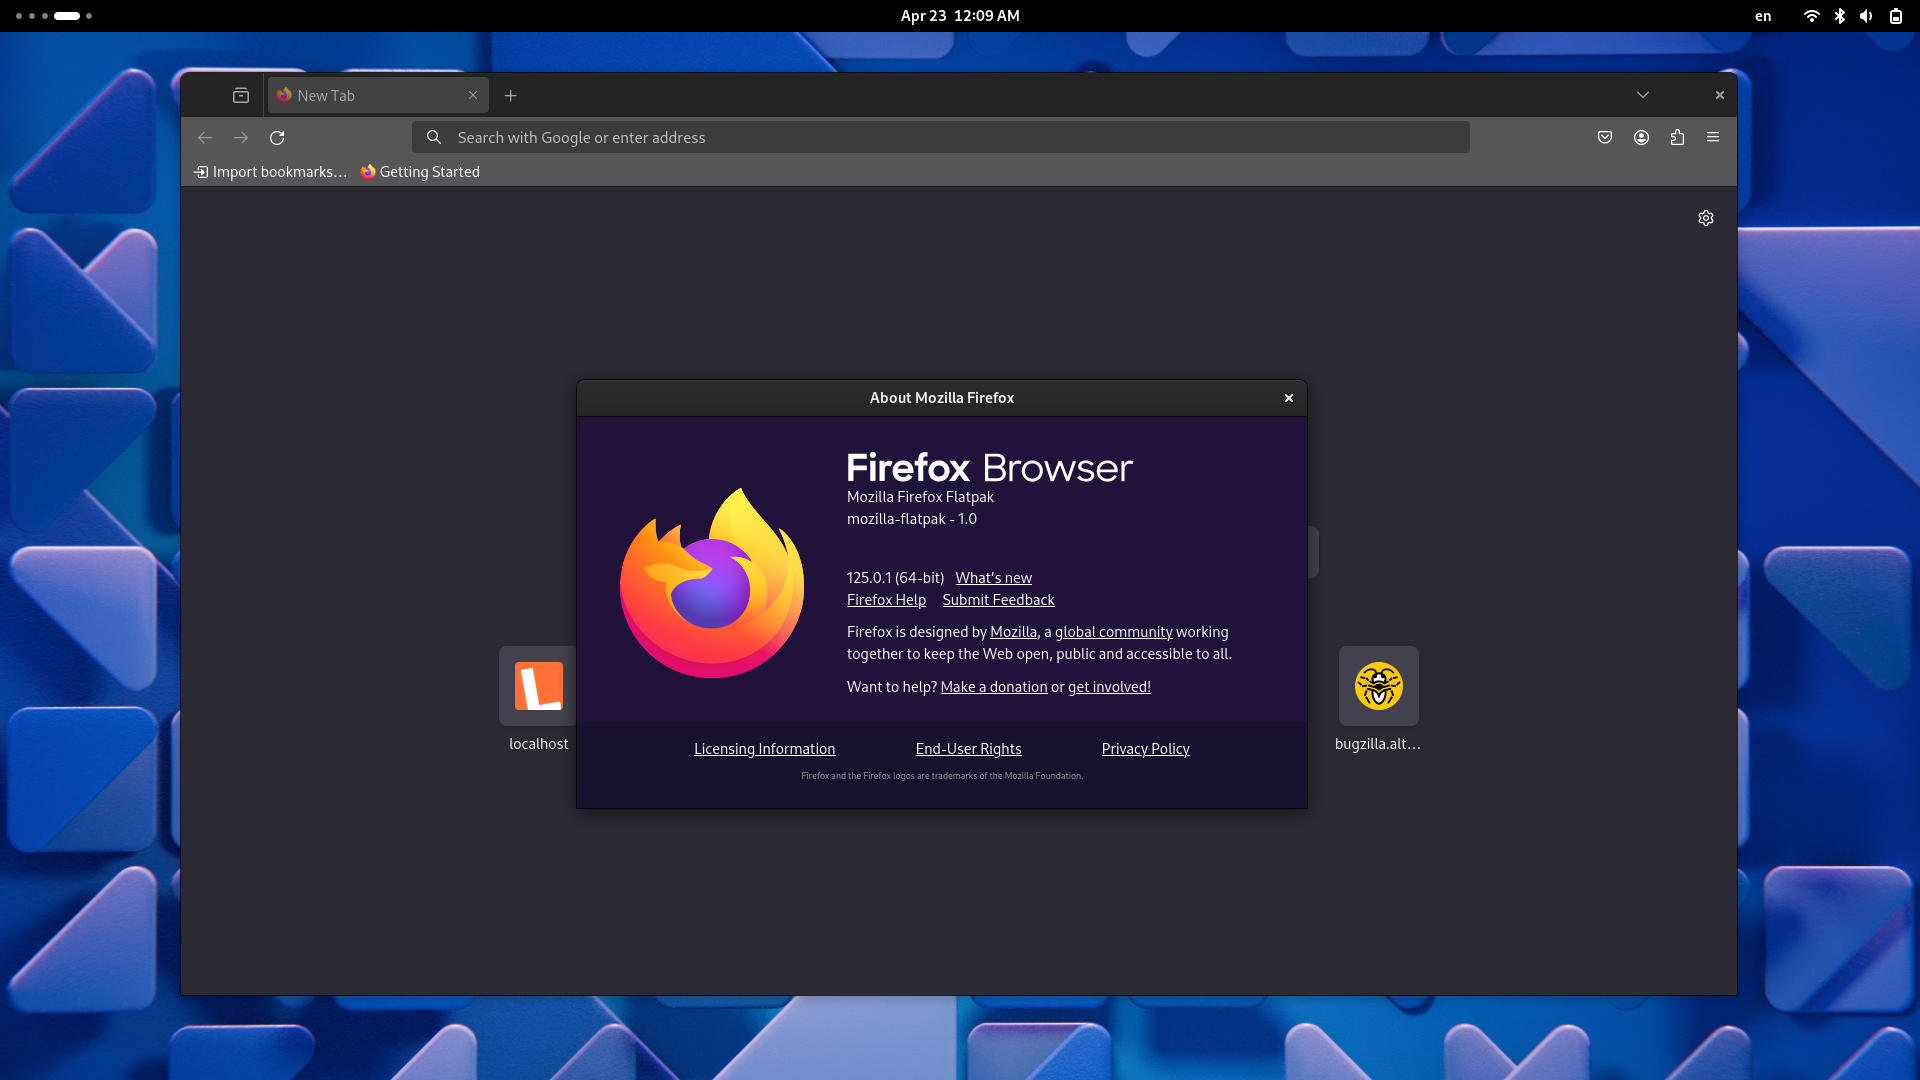 Apr 23 12:09 AM
en
New Tab
Search with Google or enter address
Import bookmarks…
Getting Started
About Mozilla Firefox
Firefox Browser
Mozilla Firefox Flatpak
mozilla-flatpak - 1.0
125.0.1 (64-bit) What's new
Firefox Help Submit Feedback
Firefox is designed by Mozilla, a global community working
together to keep the Web open, public and accessible to all.
Want to help? Make a donation or get involved!
localhost
bugzilla.alt…
Licensing Information End-User Rights Privacy Policy
Firefox and the Firefox logos are trademarks of the Mozilla Foundation.